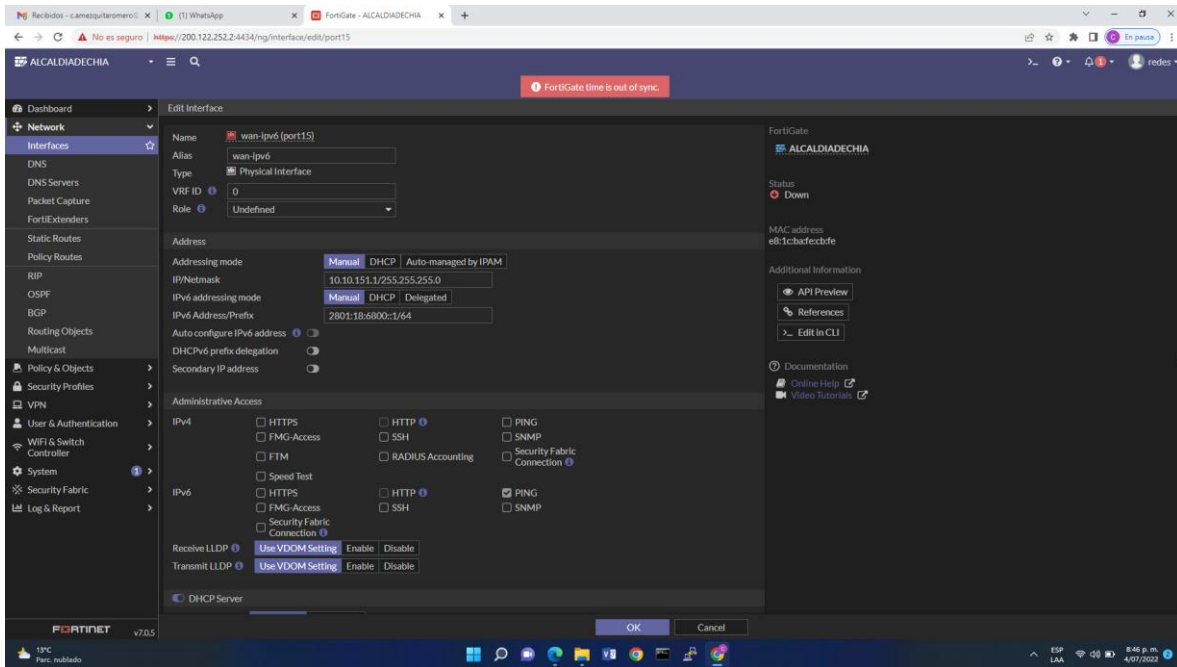 Recibidos - c.amezquitaromero
(1) WhatsApp
FortiGate - ALCALDIADECHIA
No es seguro https://200.122.252.2:4434/ng/interface/edit/port15
En pausa
ALCALDIADECHIA
1
redes
FortiGate time is out of sync.
Dashboard
Network
Interfaces
DNS
DNS Servers
Packet Capture
FortiExtenders
Static Routes
Policy Routes
RIP
OSPF
BGP
Routing Objects
Multicast
Policy & Objects
Security Profiles
VPN
User & Authentication
WiFi & Switch
Controller
System 1
Security Fabric
Log & Report
FORTINET v7.0.5
Edit Interface
Name wan-ipv6 (port15)
Alias wan-ipv6
Type Physical Interface
VRF ID 0
Role Undefined
Address
Addressing mode Manual DHCP Auto-managed by IPAM
IP/Netmask 10.10.151.1/255.255.255.0
IPv6 addressing mode Manual DHCP Delegated
IPv6 Address/Prefix 2801:18:6800::1/64
Auto configure IPv6 address
DHCPv6 prefix delegation
Secondary IP address
Administrative Access
IPv4 HTTPS HTTP PING
FMG-Access SSH SNMP
FTM RADIUS Accounting Security Fabric
Connection
Speed Test
IPv6 HTTPS HTTP PING
FMG-Access SSH SNMP
Security Fabric
Connection
Receive LLDP Use VDOM Setting Enable Disable
Transmit LLDP Use VDOM Setting Enable Disable
DHCP Server
OK Cancel
FortiGate
ALCALDIADECHIA
Status
Down
MAC address
e8:1c:ba:fe:cb:fe
Additional Information
API Preview
References
>_ Edit in CLI
Documentation
Online Help
Video Tutorials
13°C
Parc. nublado
ESP
LAA
8:46 p. m.
4/07/2022